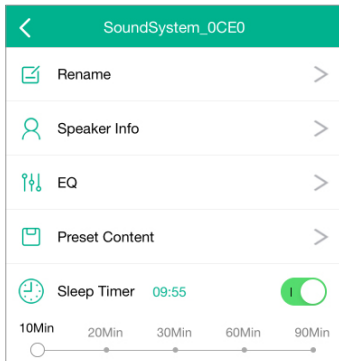 SoundSystem_0CE0
Rename
Speaker Info
EQ
Preset Content
Sleep Timer 09:55
10Min 20Min 30Min 60Min 90Min